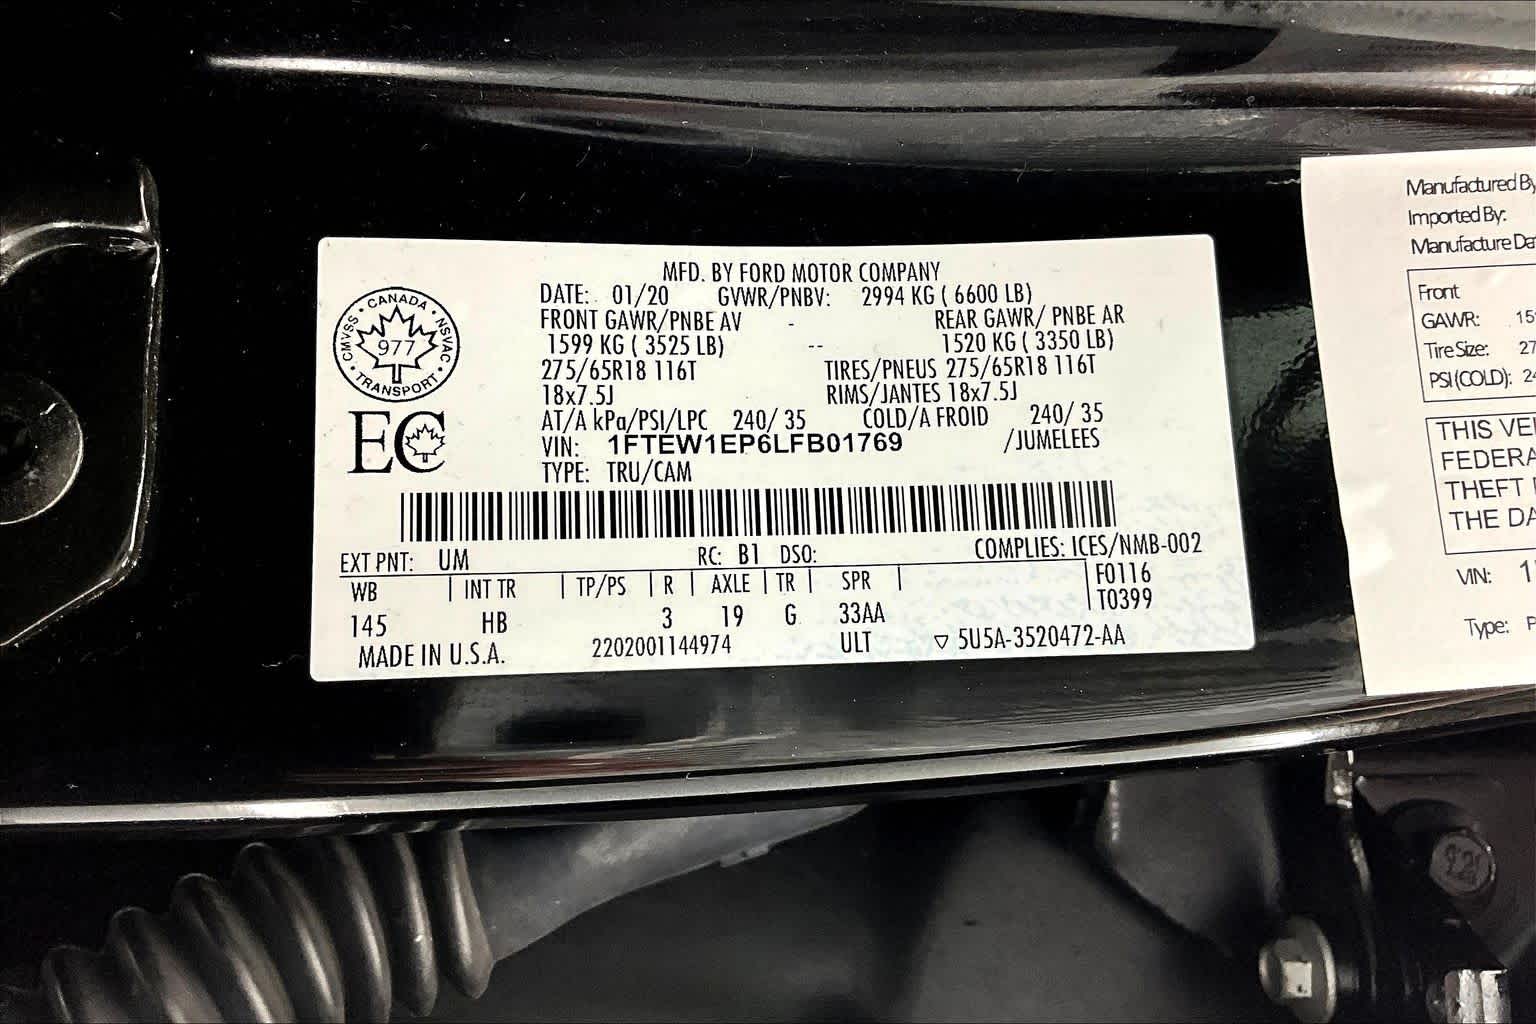 MFD. BY FORD MOTOR COMPANY
DATE: 01/20 GVWR/PNBV: 2994 KG ( 6600 LB)
FRONT GAWR/PNBE AV - REAR GAWR/ PNBE AR
1599 KG ( 3525 LB) -- 1520 KG ( 3350 LB)
275/65R18 116T TIRES/PNEUS 275/65R18 116T
18x7.5J RIMS/JANTES 18x7.5J
AT/A kPa/PSI/LPC 240/ 35 COLD/A FROID 240/ 35
VIN: 1FTEW1EP6LFB01769 /JUMELEES
TYPE: TRU/CAM
CANADA
CMVSS
NSVAC
977
TRANSPORT
EC
EXT PNT: UM RC: B1 DSO: COMPLIES: ICES/NMB-002
WB | INT TR | TP/PS | R | AXLE | TR | SPR | F0116
145 HB 3 19 G 33AA T0399
MADE IN U.S.A. 2202001144974 ULT ▽ 5U5A-3520472-AA
Manufactured By
Imported By:
Manufacture Da
Front
GAWR: 15
Tire Size: 27
PSI (COLD): 24
THIS VE
FEDERA
THEFT
THE DA
VIN: 1
Type: P